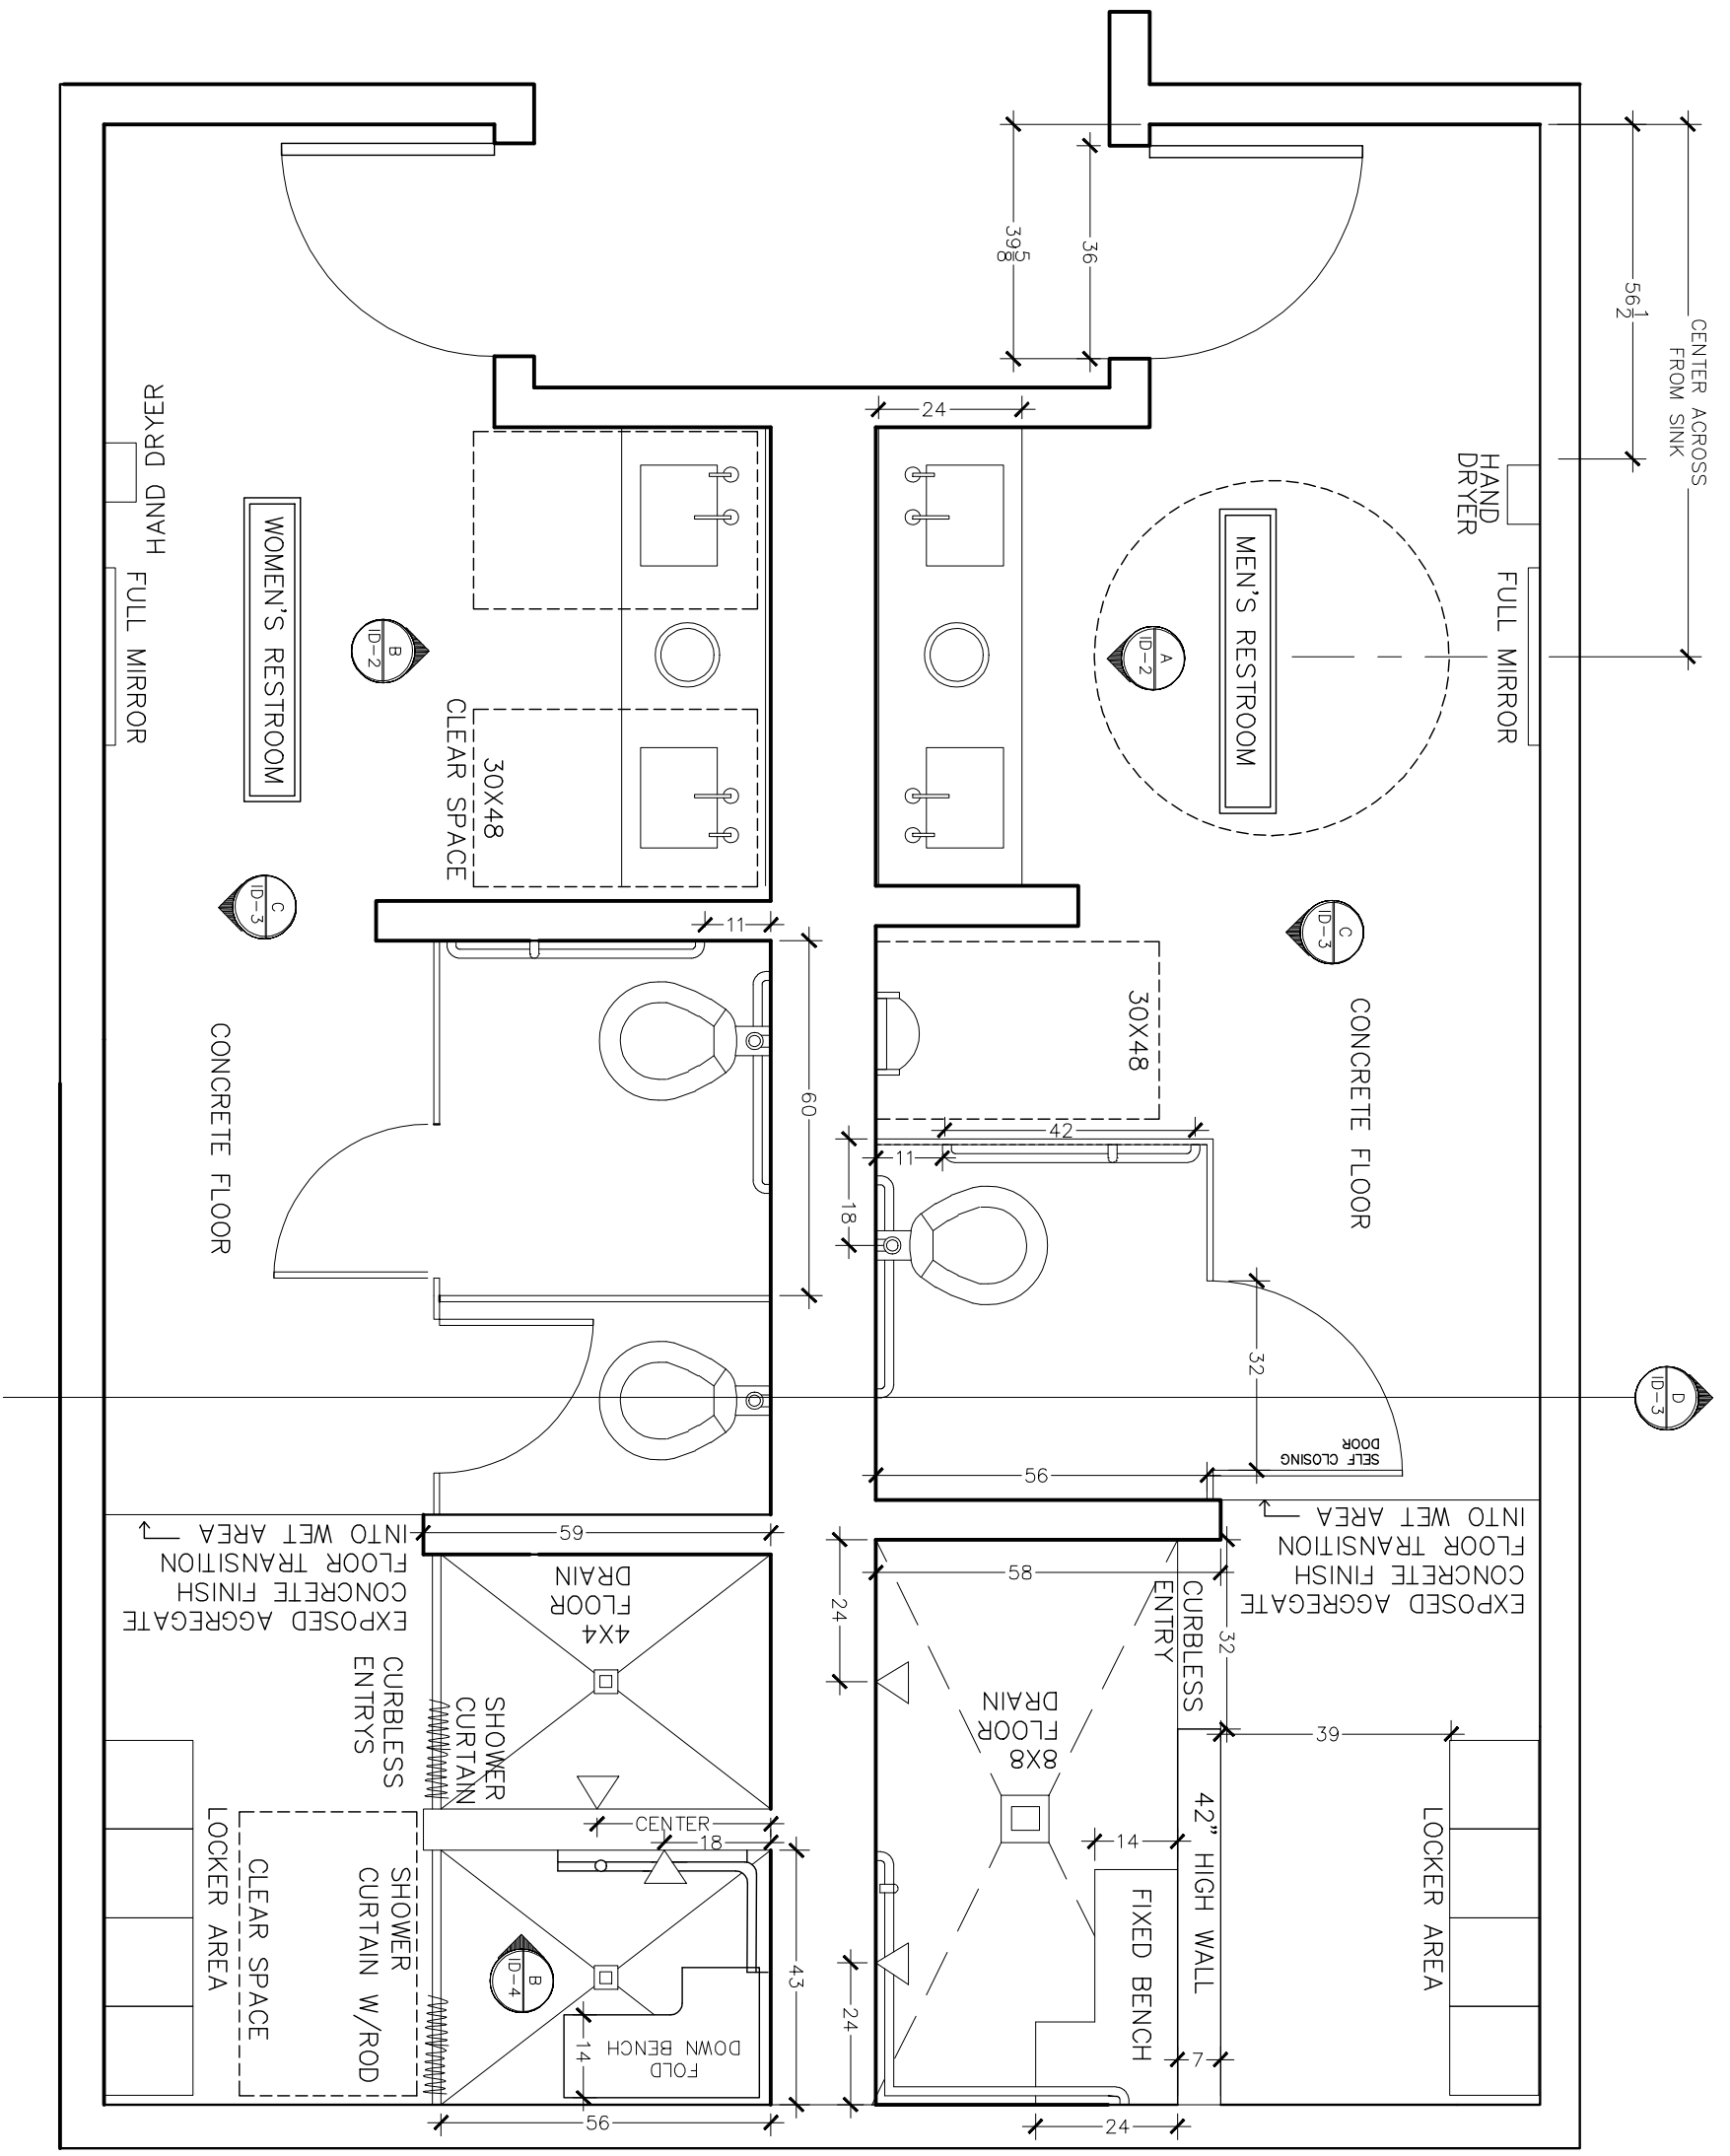 CENTER ACROSS
FROM SINK
56 1/2
36
39 5/8
24
HAND
DRYER
FULL MIRROR
MEN'S RESTROOM
A
ID-2
HAND DRYER
FULL MIRROR
WOMEN'S RESTROOM
B
ID-2
30X48
CLEAR SPACE
C
ID-3
C
ID-3
11
60
30X48
CONCRETE FLOOR
CONCRETE FLOOR
42
11
18
32
D
ID-3
SELF CLOSING
DOOR
56
EXPOSED AGGREGATE
CONCRETE FINISH
FLOOR TRANSITION
INTO WET AREA
EXPOSED AGGREGATE
CONCRETE FINISH
FLOOR TRANSITION
INTO WET AREA
59
58
24
32
4X4
FLOOR
DRAIN
CURBLESS
ENTRY
CURBLESS
ENTRYS
SHOWER
CURTAIN
8X8
FLOOR
DRAIN
39
42" HIGH WALL
LOCKER AREA
LOCKER AREA
CENTER
18
14
43
FIXED BENCH
SHOWER
CURTAIN W/ROD
CLEAR SPACE
B
ID-4
FOLD
DOWN BENCH
14
24
7
56
24